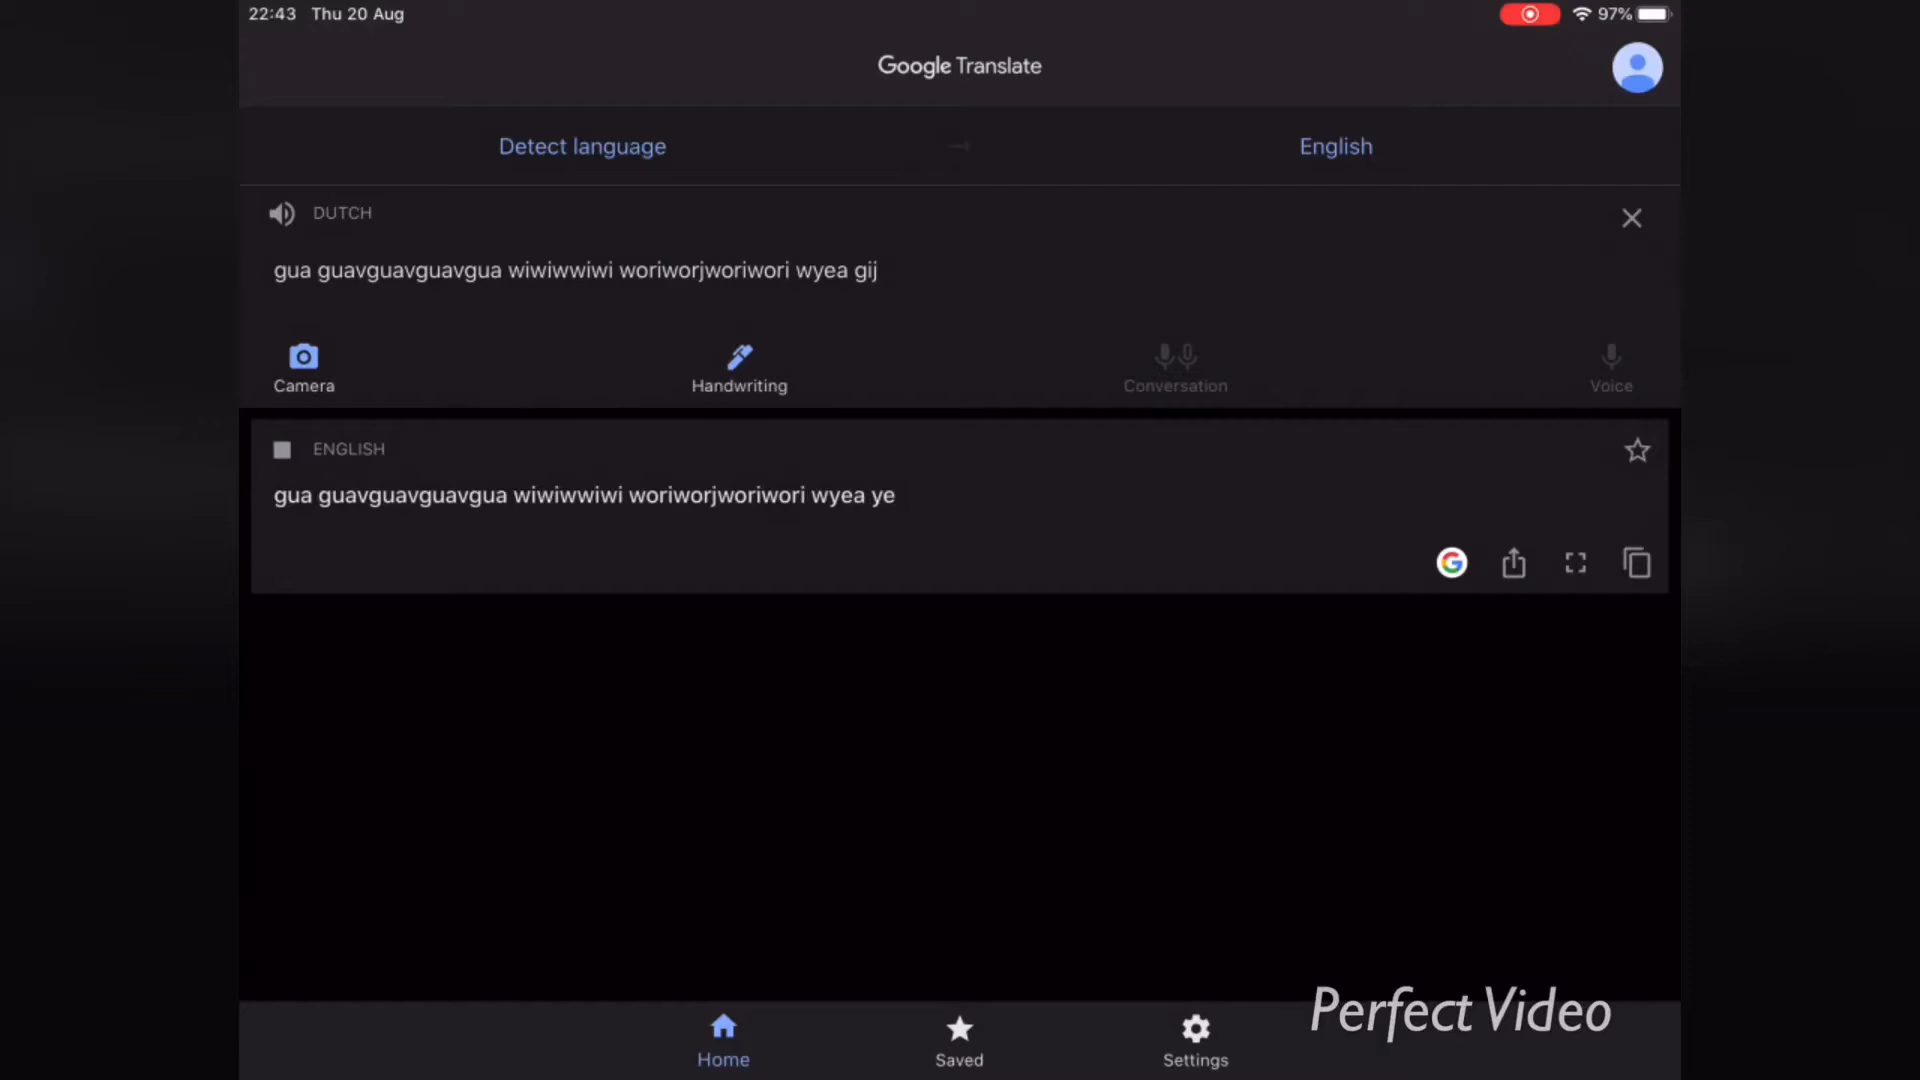 22:43 Thu 20 Aug 97%
Google Translate
Detect language → English
DUTCH
gua guavguavguavgua wiwiwwiwi woriworjworiwori wyea gij
Camera Handwriting Conversation Voice
ENGLISH
gua guavguavguavgua wiwiwwiwi woriworjworiwori wyea ye
G
Perfect Video
Home Saved Settings